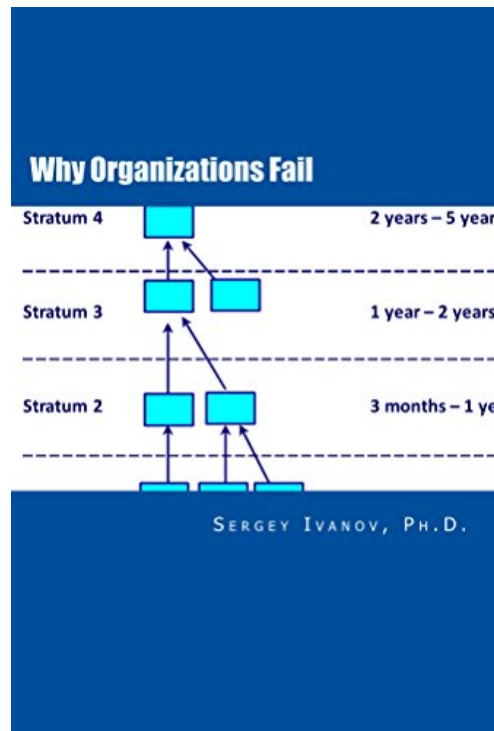 Why Organizations Fail
Stratum 4 2 years – 5 year
Stratum 3 1 year – 2 years
Stratum 2 3 months – 1 ye
SERGEY IVANOV, PH.D.